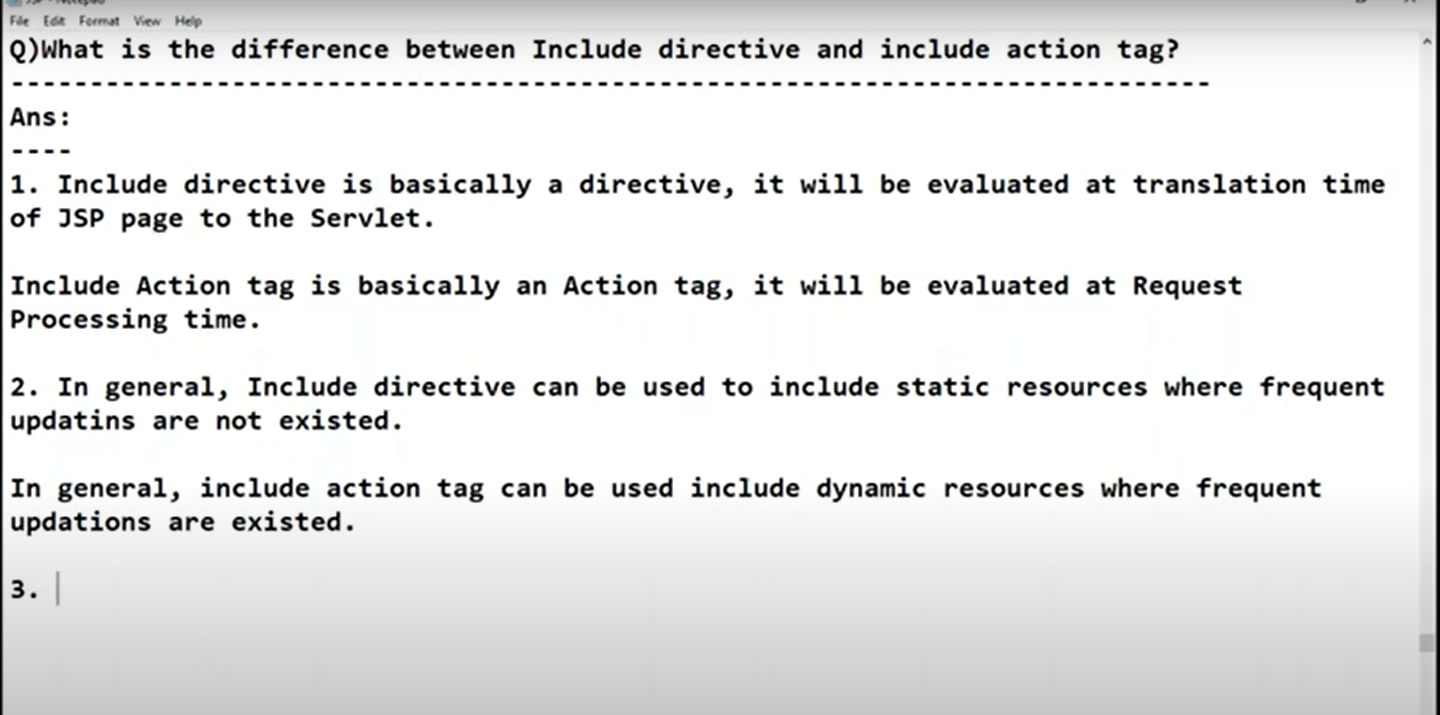 File Edit Format View Help
Q)What is the difference between Include directive and include action tag?
----------------------------------------------------------------------------
Ans:
----
1. Include directive is basically a directive, it will be evaluated at translation time
of JSP page to the Servlet.
Include Action tag is basically an Action tag, it will be evaluated at Request
Processing time.
2. In general, Include directive can be used to include static resources where frequent
updatins are not existed.
In general, include action tag can be used include dynamic resources where frequent
updations are existed.
3.